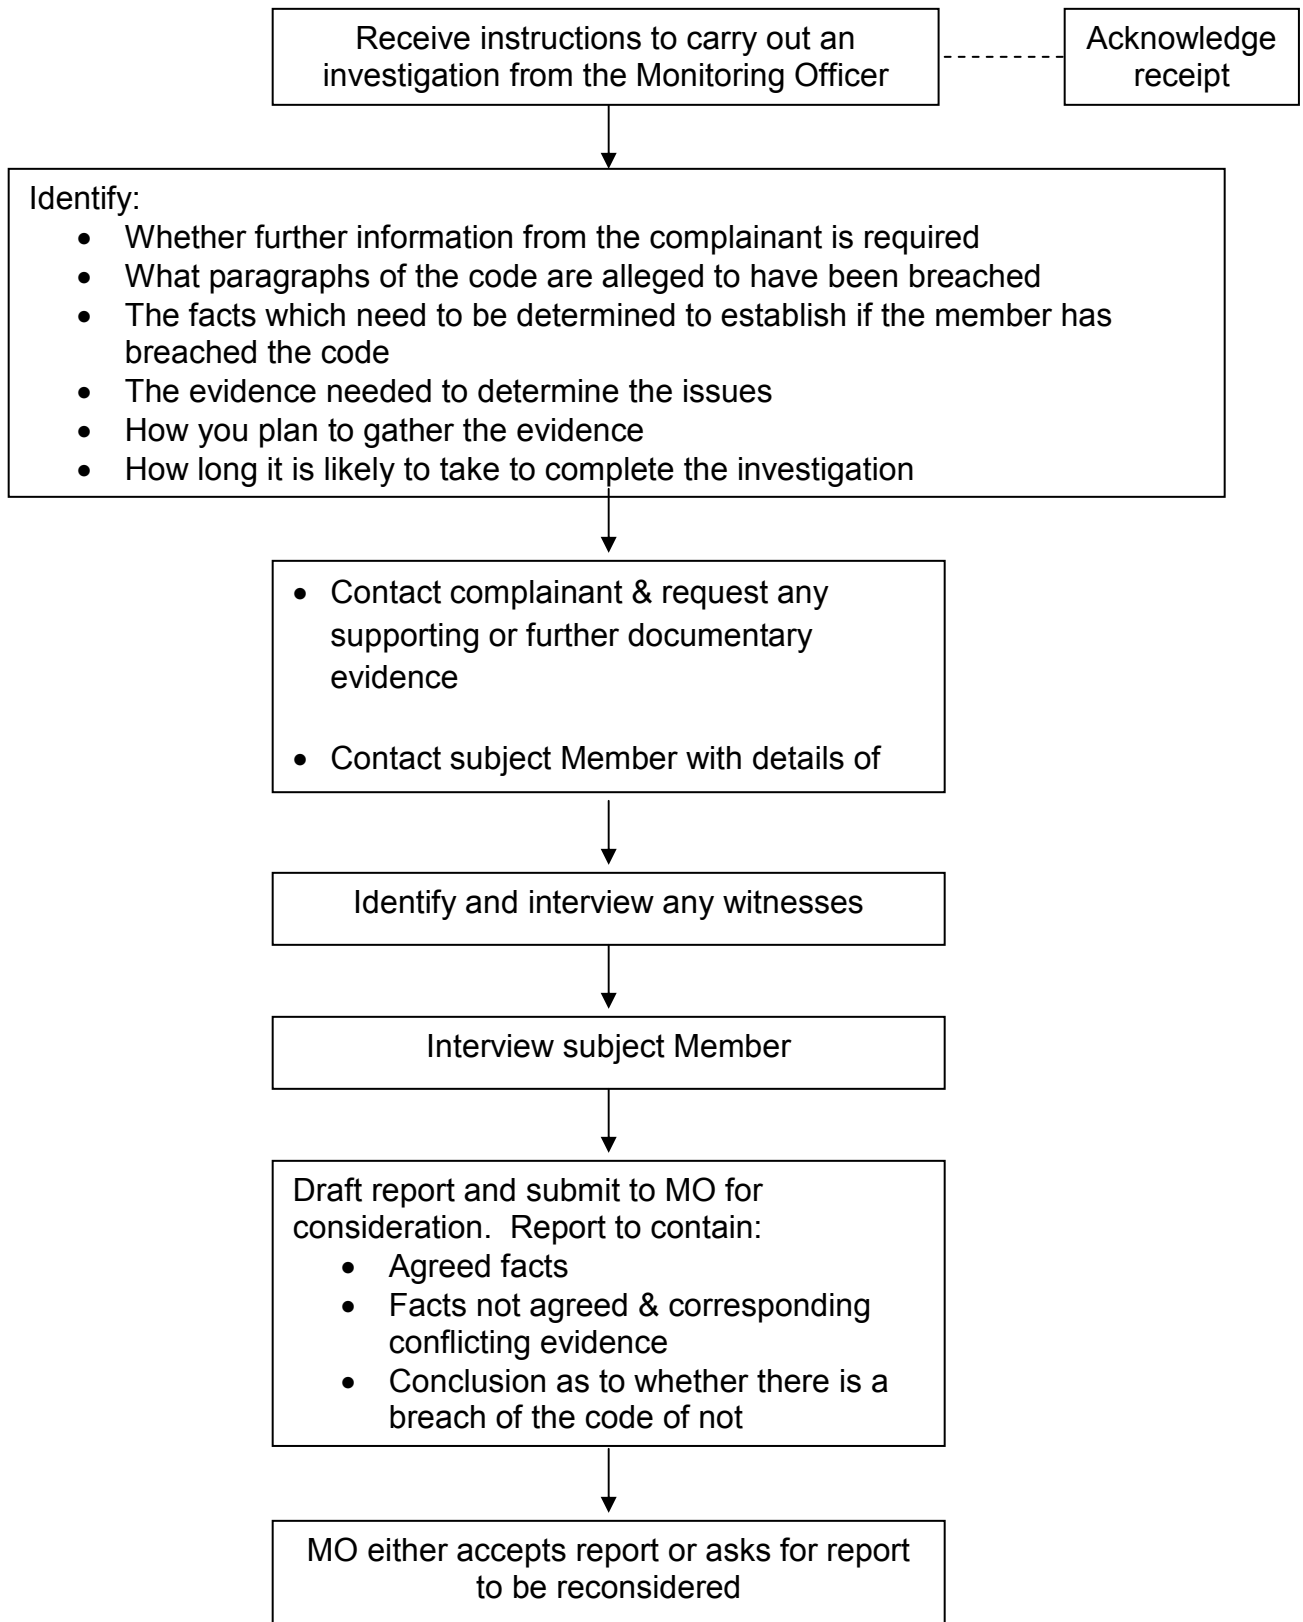 Receive instructions to carry out an
investigation from the Monitoring Officer
Acknowledge
receipt
Identify:
• Whether further information from the complainant is required
• What paragraphs of the code are alleged to have been breached
• The facts which need to be determined to establish if the member has
breached the code
• The evidence needed to determine the issues
• How you plan to gather the evidence
• How long it is likely to take to complete the investigation
• Contact complainant & request any
supporting or further documentary
evidence
• Contact subject Member with details of
Identify and interview any witnesses
Interview subject Member
Draft report and submit to MO for
consideration.  Report to contain:
• Agreed facts
• Facts not agreed & corresponding
conflicting evidence
• Conclusion as to whether there is a
breach of the code of not
MO either accepts report or asks for report
to be reconsidered